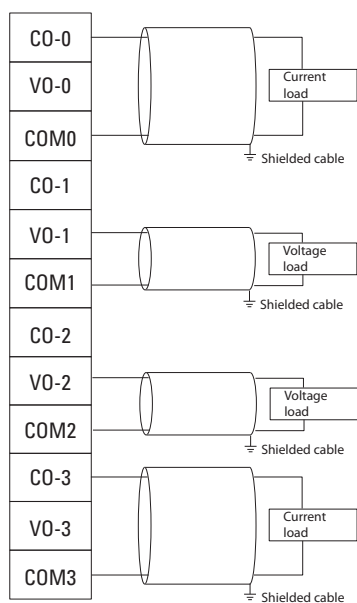 CO-0
VO-0
COM0
CO-1
VO-1
COM1
CO-2
VO-2
COM2
CO-3
VO-3
COM3
Current
load
Shielded cable
Voltage
load
Shielded cable
Voltage
load
Shielded cable
Current
load
Shielded cable